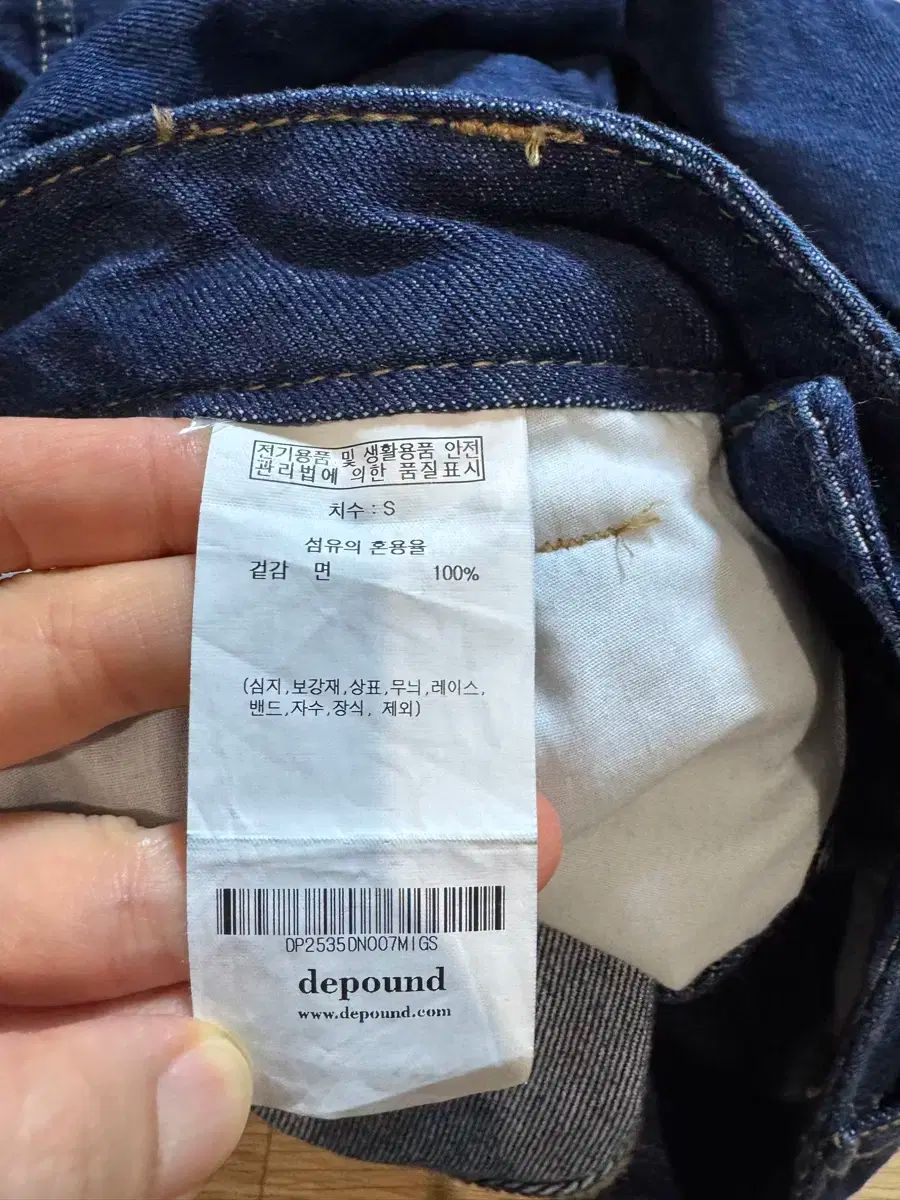 전기용품 및 생활용품 안전
관리법에 의한 품질표시
치수 : S
섬유의 혼용율
겉감 면 100%
(심지,보강재,상표,무늬,레이스,
밴드,자수,장식, 제외)
DP2535DN007MIGS
depound
www.depound.com